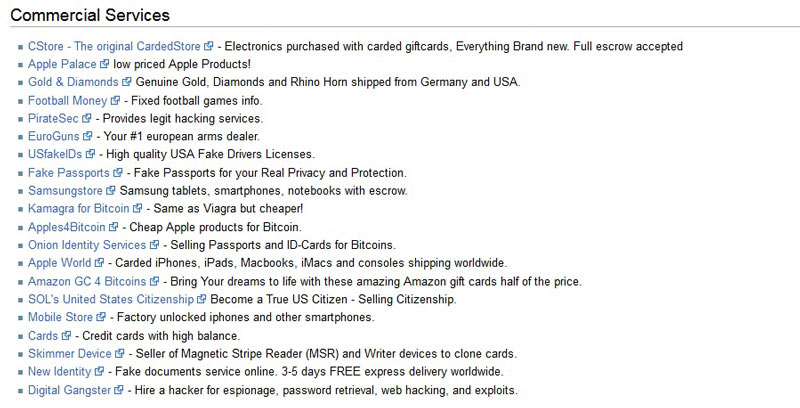 Commercial Services
CStore - The original CardedStore - Electronics purchased with carded giftcards, Everything Brand new. Full escrow accepted
Apple Palace low priced Apple Products!
Gold & Diamonds Genuine Gold, Diamonds and Rhino Horn shipped from Germany and USA.
Football Money - Fixed football games info.
PirateSec - Provides legit hacking services.
EuroGuns - Your #1 european arms dealer.
USfakeIDs - High quality USA Fake Drivers Licenses.
Fake Passports - Fake Passports for your Real Privacy and Protection.
Samsungstore Samsung tablets, smartphones, notebooks with escrow.
Kamagra for Bitcoin - Same as Viagra but cheaper!
Apples4Bitcoin - Cheap Apple products for Bitcoin.
Onion Identity Services - Selling Passports and ID-Cards for Bitcoins.
Apple World - Carded iPhones, iPads, Macbooks, iMacs and consoles shipping worldwide.
Amazon GC 4 Bitcoins - Bring Your dreams to life with these amazing Amazon gift cards half of the price.
SOL's United States Citizenship Become a True US Citizen - Selling Citizenship.
Mobile Store - Factory unlocked iphones and other smartphones.
Cards - Credit cards with high balance.
Skimmer Device - Seller of Magnetic Stripe Reader (MSR) and Writer devices to clone cards.
New Identity - Fake documents service online. 3-5 days FREE express delivery worldwide.
Digital Gangster - Hire a hacker for espionage, password retrieval, web hacking, and exploits.